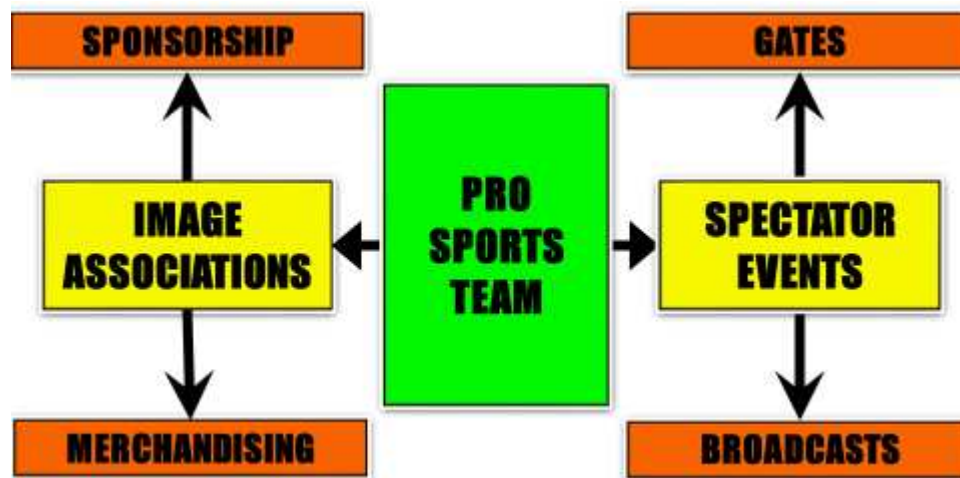 SPONSORSHIP
GATES
IMAGE
ASSOCIATIONS
PRO
SPORTS
TEAM
SPECTATOR
EVENTS
MERCHANDISING
BROADCASTS